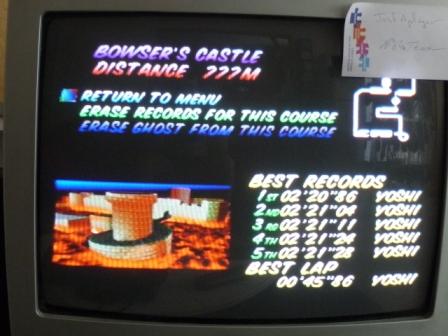 BOWSER'S CASTLE
DISTANCE ???M
RETURN TO MENU
ERASE RECORDS FOR THIS COURSE
ERASE GHOST FROM THIS COURSE
BEST RECORDS
1ST 02'20"86 YOSHI
2ND 02'21"04 YOSHI
3RD 02'21"11 YOSHI
4TH 02'21"24 YOSHI
5TH 02'21"28 YOSHI
BEST LAP
00'45"86 YOSHI